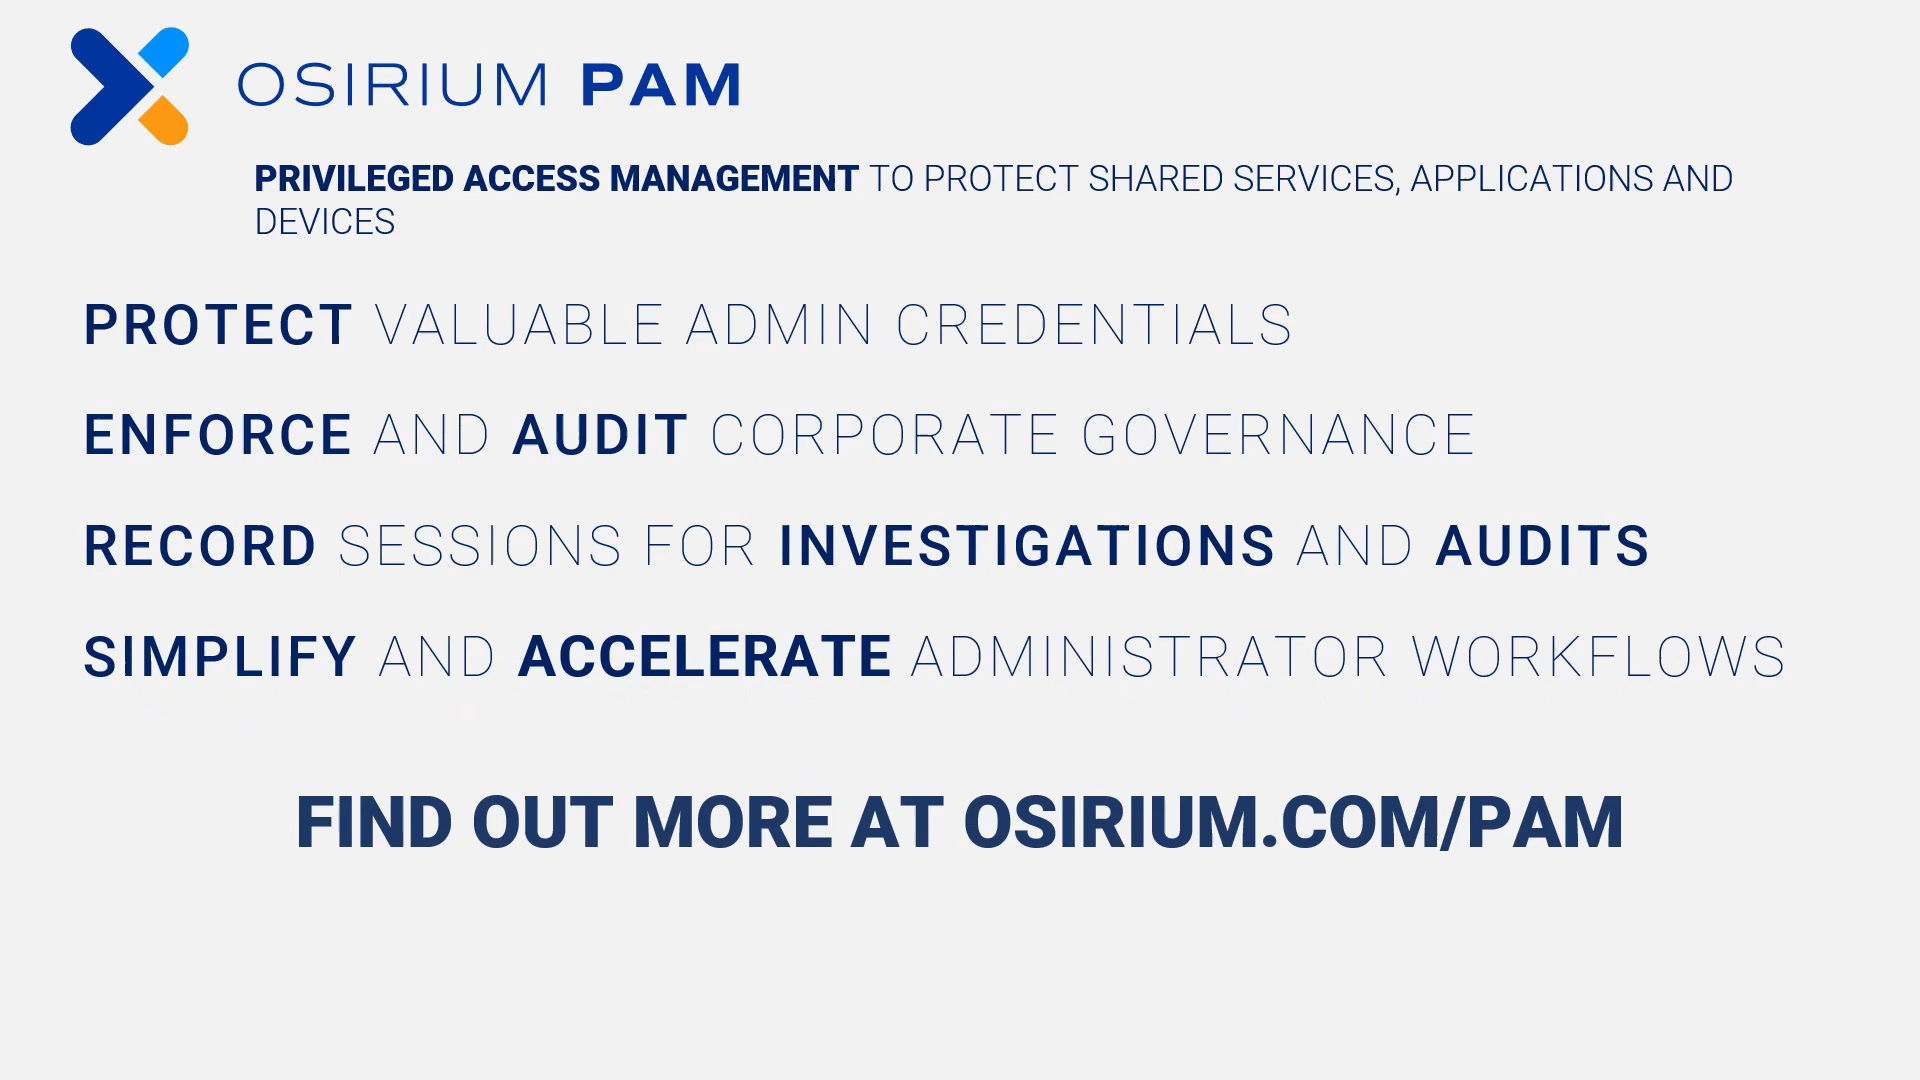 OSIRIUM PAM
PRIVILEGED ACCESS MANAGEMENT TO PROTECT SHARED SERVICES, APPLICATIONS AND
DEVICES
PROTECT VALUABLE ADMIN CREDENTIALS
ENFORCE AND AUDIT CORPORATE GOVERNANCE
RECORD SESSIONS FOR INVESTIGATIONS AND AUDITS
SIMPLIFY AND ACCELERATE ADMINISTRATOR WORKFLOWS
FIND OUT MORE AT OSIRIUM.COM/PAM